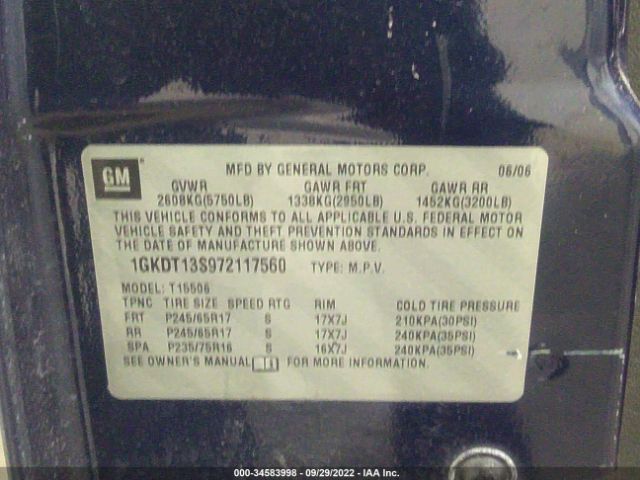 GM
MFD BY GENERAL MOTORS CORP. 06/06
GVWR GAWR FRT GAWR RR
2608KG(5750LB) 1338KG(2950LB) 1452KG(3200LB)
THIS VEHICLE CONFORMS TO ALL APPLICABLE U.S. FEDERAL MOTOR
VEHICLE SAFETY AND THEFT PREVENTION STANDARDS IN EFFECT ON
THE DATE OF MANUFACTURE SHOWN ABOVE.
1GKDT13S972117560 TYPE: M.P.V.
MODEL: T15506
TPNC TIRE SIZE SPEED RTG RIM COLD TIRE PRESSURE
FRT P245/65R17 S 17X7J 210KPA(30PSI)
RR P245/65R17 S 17X7J 240KPA(35PSI)
SPA P235/75R16 S 16X7J 240KPA(35PSI)
SEE OWNER'S MANUAL FOR MORE INFORMATION.
000-34583998 - 09/29/2022 - IAA Inc.